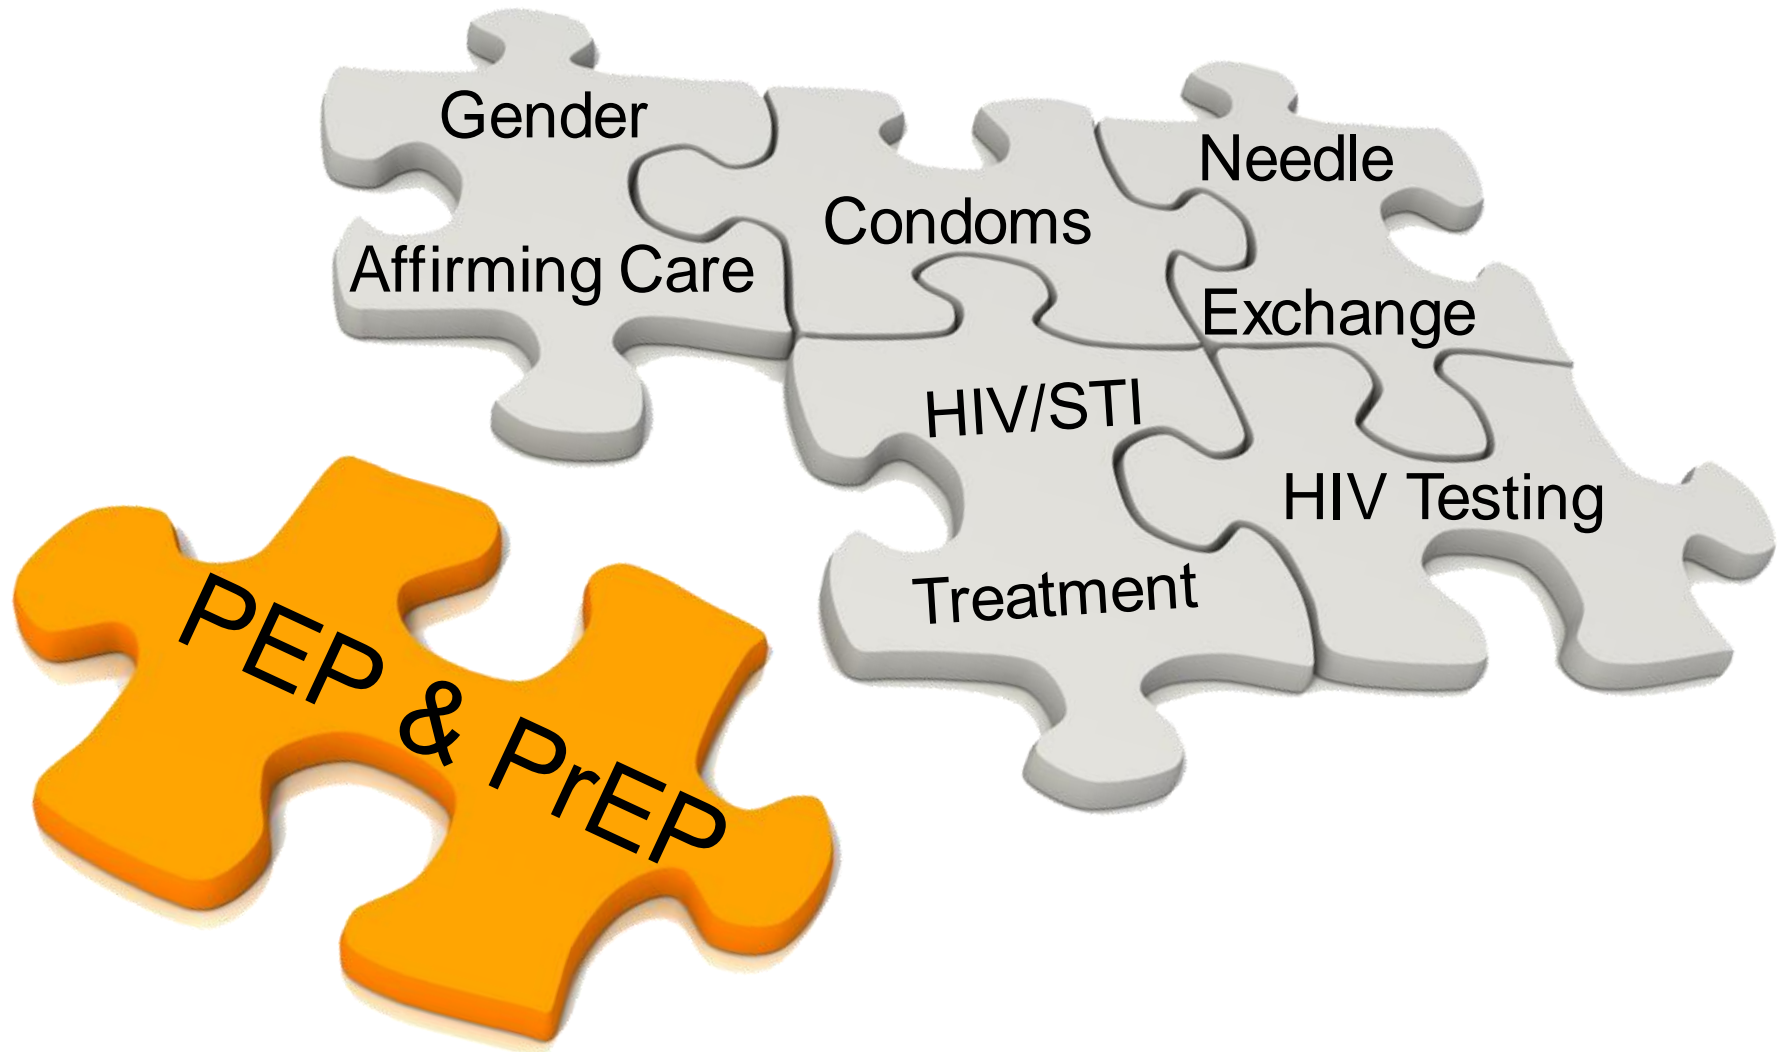 Gender
Affirming Care
Condoms
Needle
Exchange
HIV/STI
Treatment
HIV Testing
PEP & PrEP